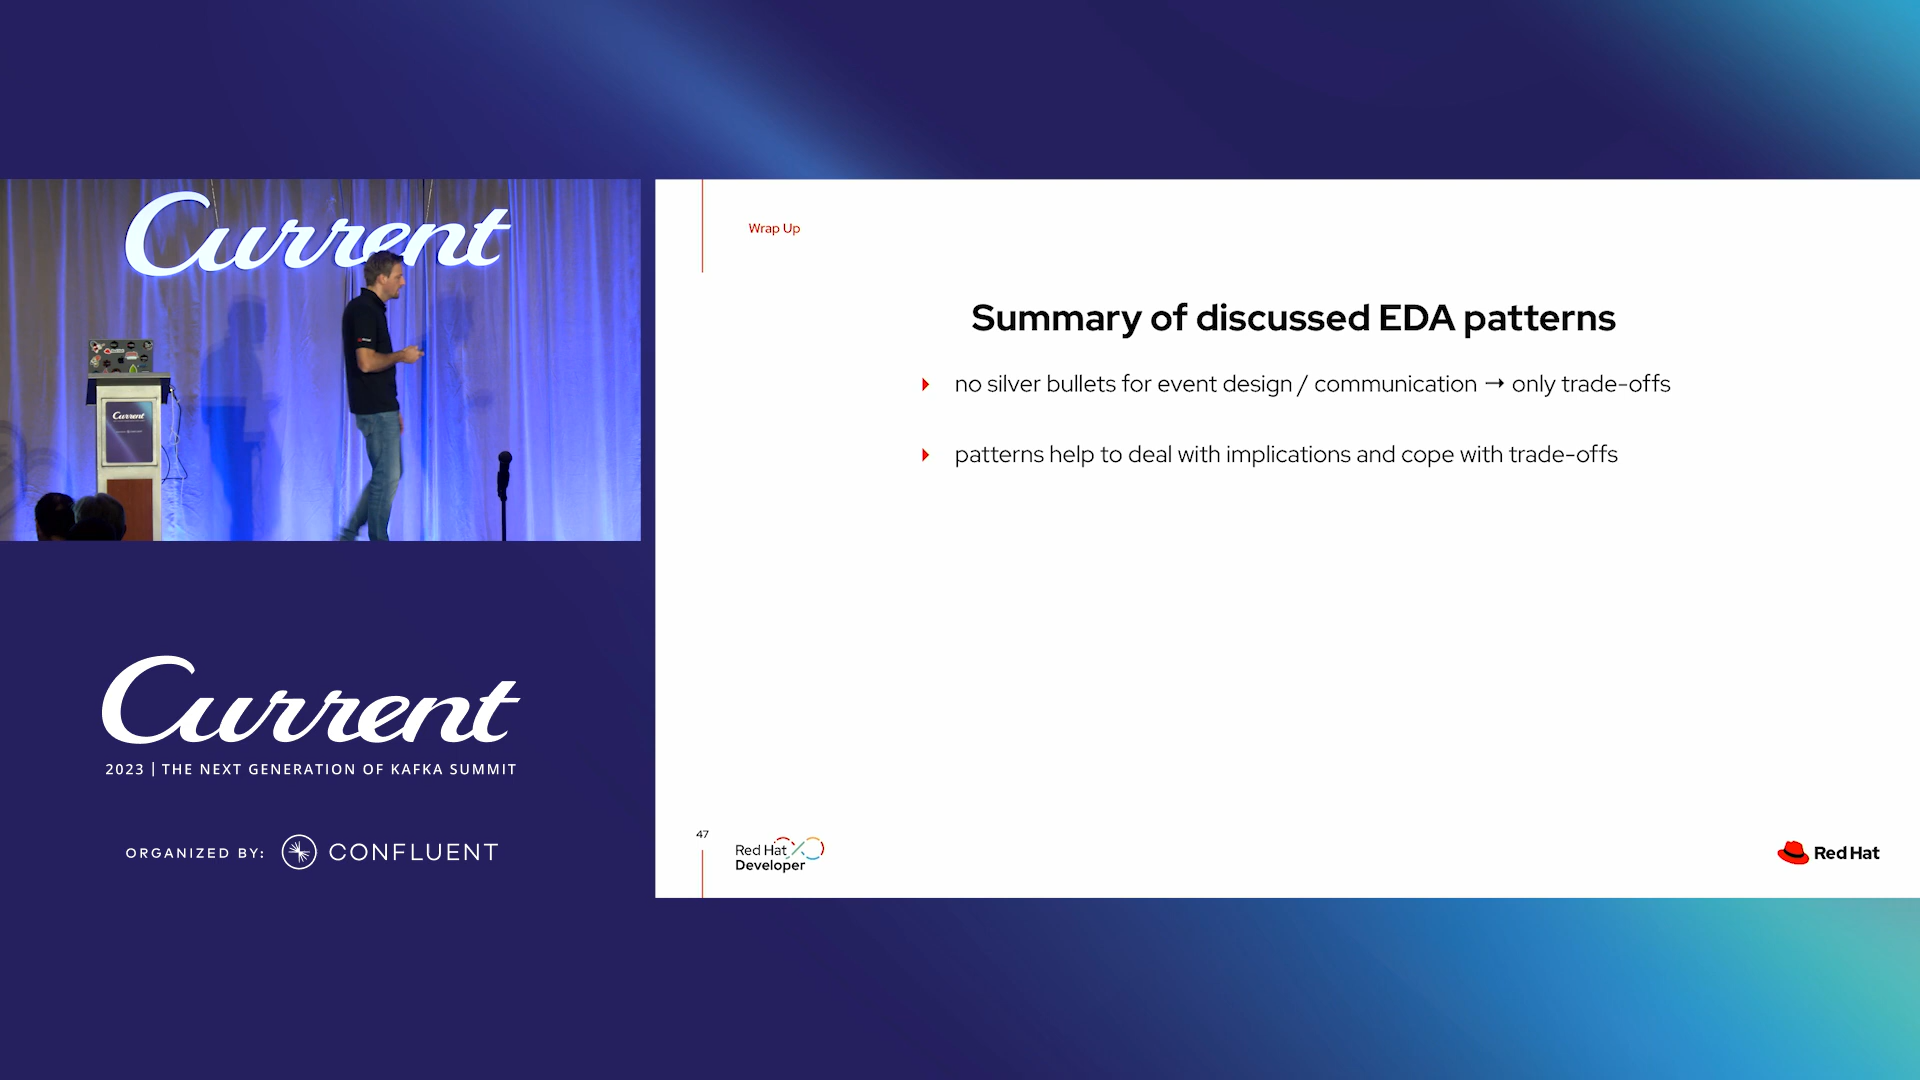 Current
Current
Wrap Up
Summary of discussed EDA patterns
no silver bullets for event design / communication → only trade-offs
patterns help to deal with implications and cope with trade-offs
47
Red Hat
Developer
Red Hat
Current
2023 | THE NEXT GENERATION OF KAFKA SUMMIT
ORGANIZED BY: CONFLUENT